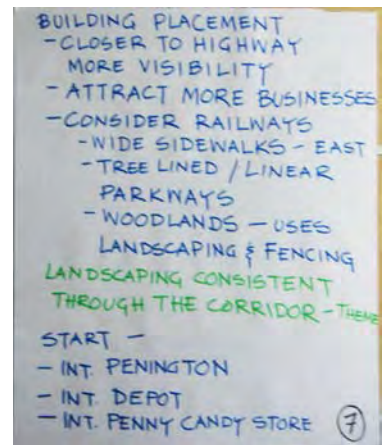 BUILDING PLACEMENT
- CLOSER TO HIGHWAY
MORE VISIBILITY
- ATTRACT MORE BUSINESSES
- CONSIDER RAILWAYS
- WIDE SIDEWALKS - EAST
- TREE LINED / LINEAR
PARKWAYS
- WOODLANDS - USES
LANDSCAPING & FENCING
LANDSCAPING CONSISTENT
THROUGH THE CORRIDOR - THEME
START -
- INT. PENINGTON
- INT. DEPOT
- INT. PENNY CANDY STORE 7